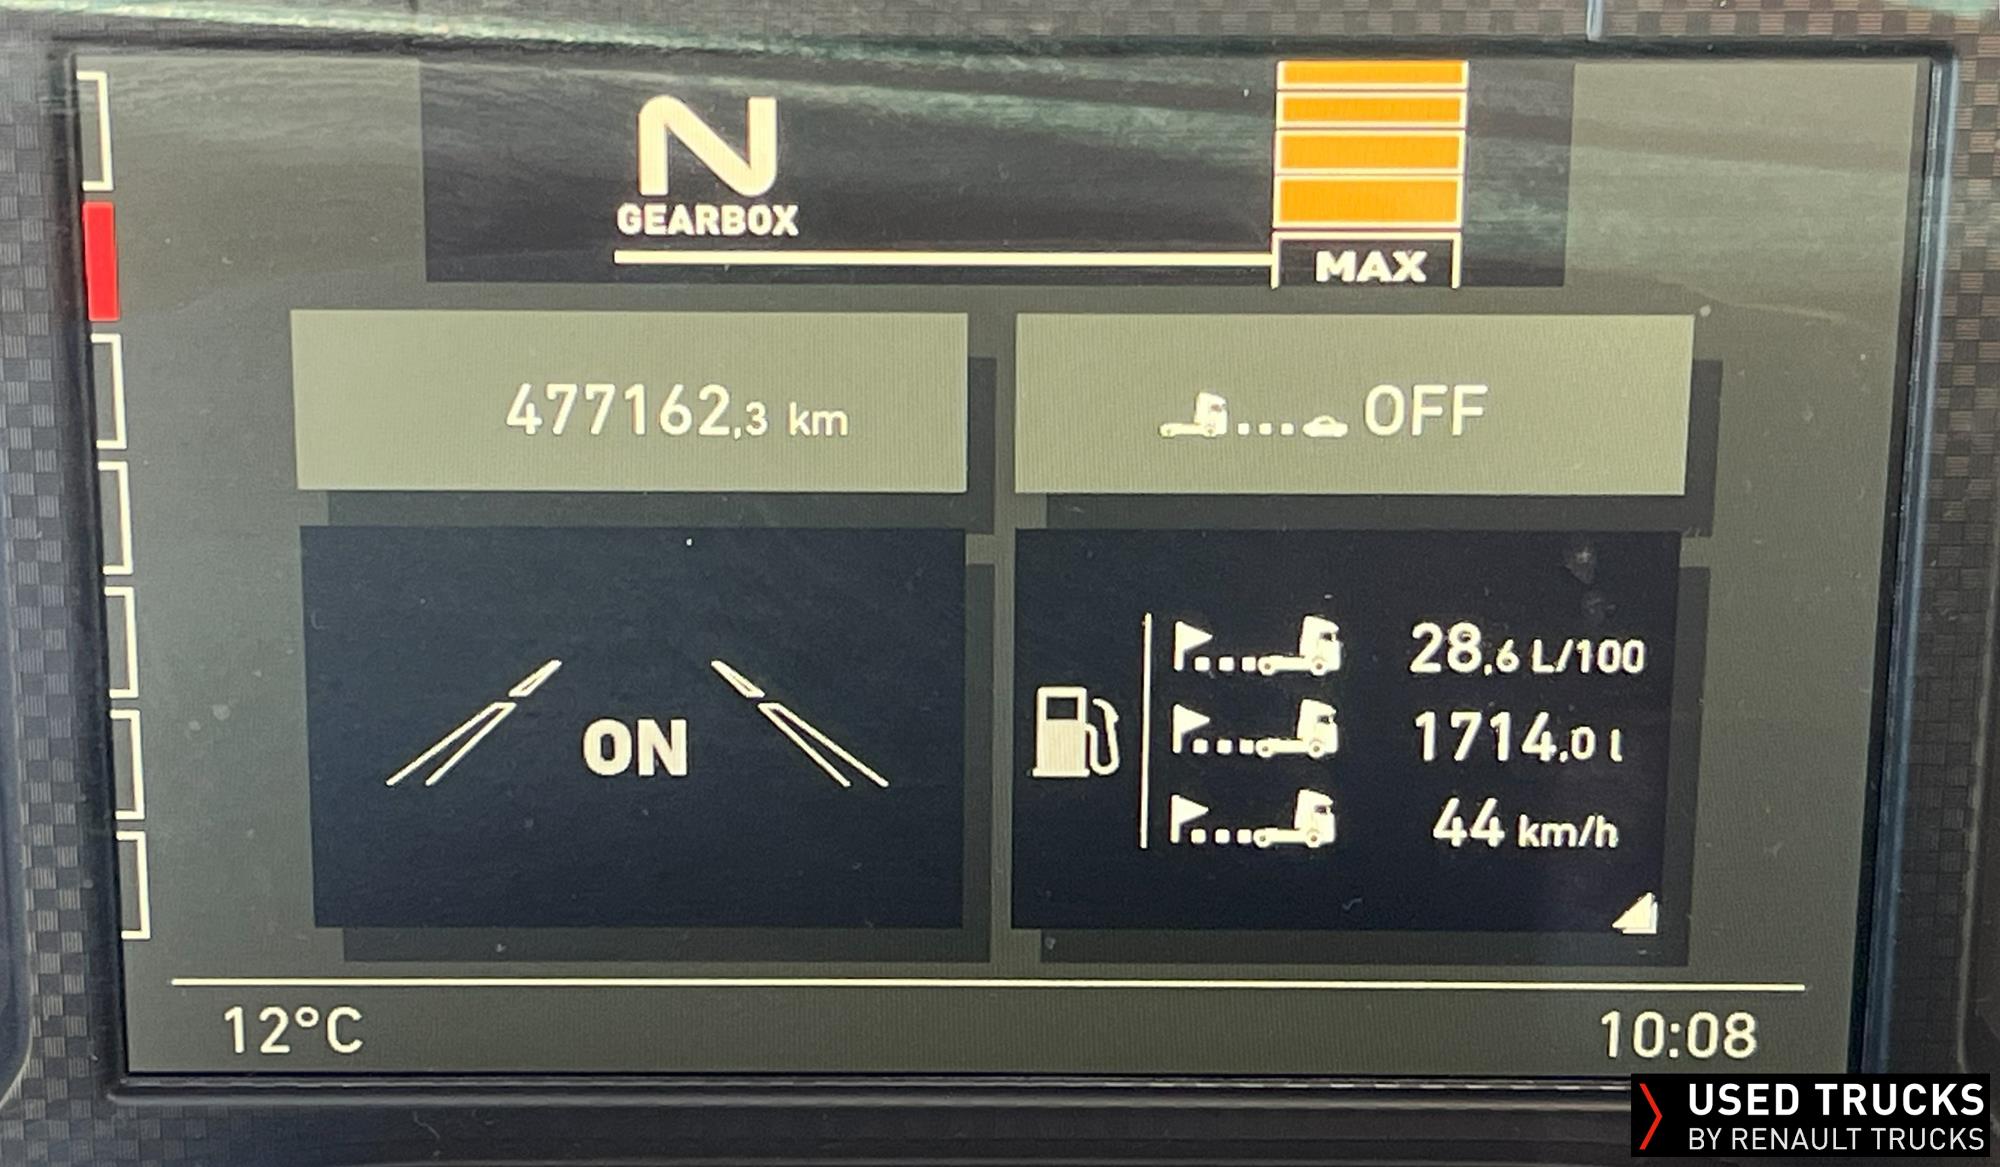 N
GEARBOX
MAX
477162,3 km
OFF
ON
28,6 L/100
1714,0 l
44 km/h
12°C
10:08
USED TRUCKS
BY RENAULT TRUCKS